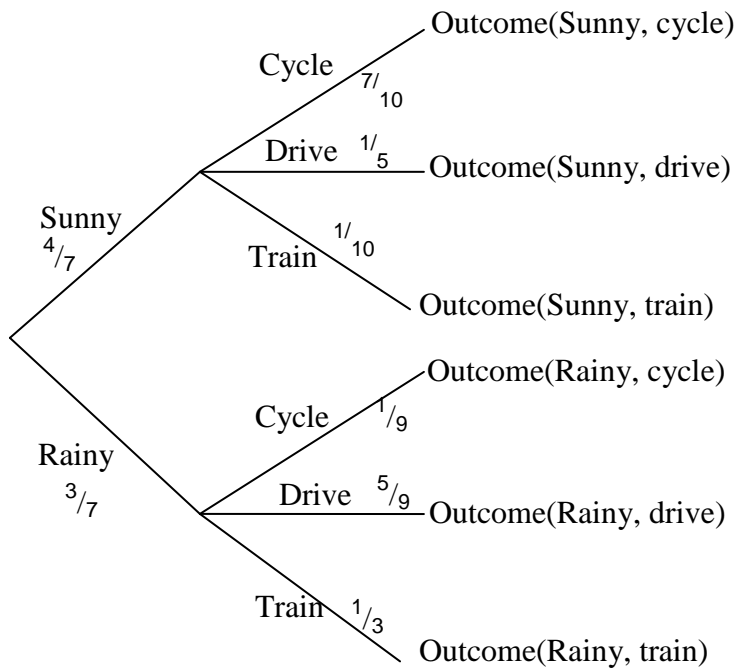 Outcome(Sunny, cycle)
Cycle
7/10
Drive 1/5
Outcome(Sunny, drive)
Sunny
4/7
Train 1/10
Outcome(Sunny, train)
Outcome(Rainy, cycle)
Cycle 1/9
Rainy
3/7
Drive 5/9
Outcome(Rainy, drive)
Train 1/3
Outcome(Rainy, train)